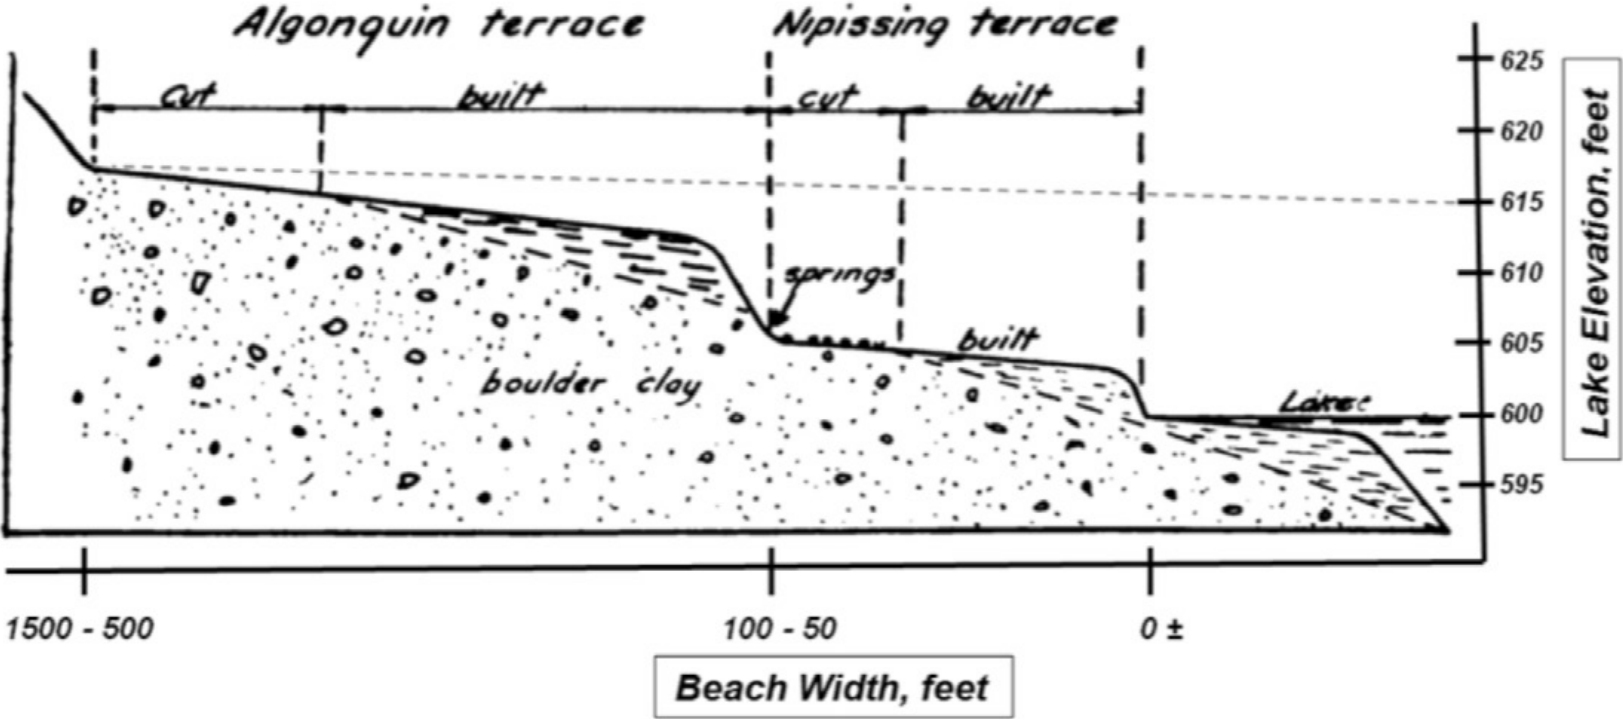 Algonquin terrace
Nipissing terrace
cut
built
cut
built
springs
built
boulder clay
Lake
625
620
615
610
605
600
595
Lake Elevation, feet
1500 - 500
100 - 50
0 ±
Beach Width, feet